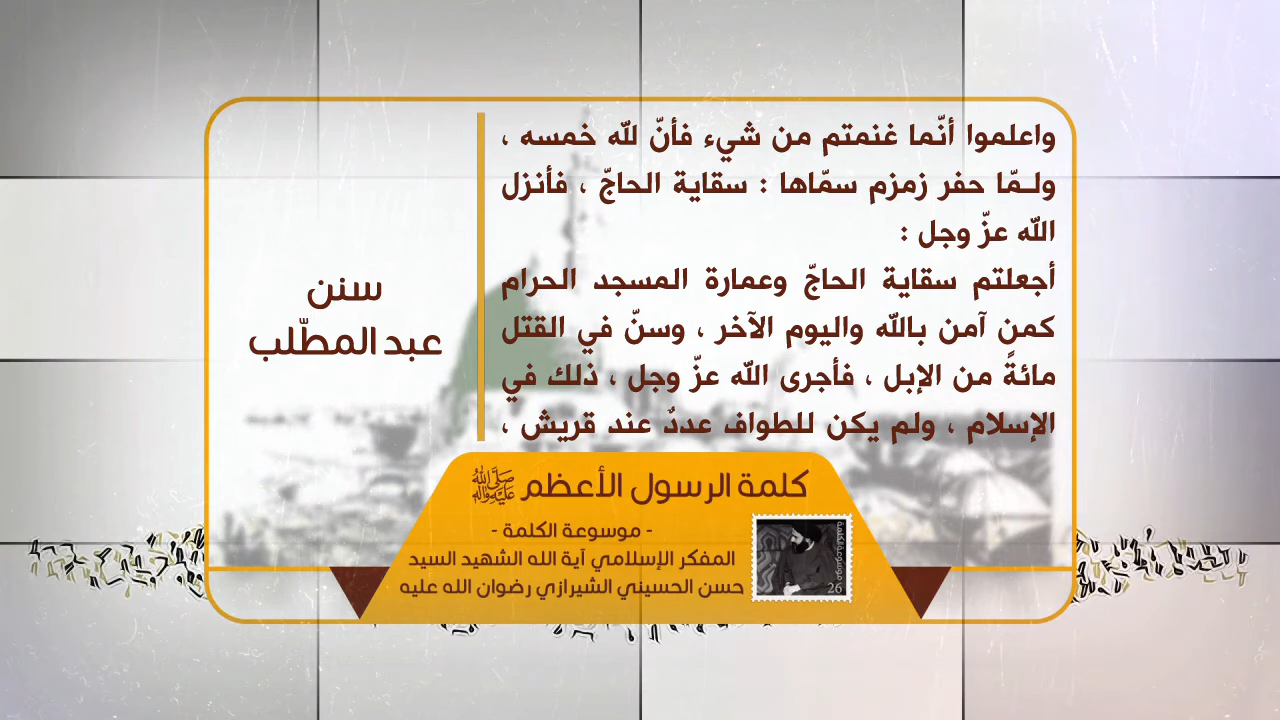 واعلموا أنّما غنمتم من شيء فأنّ للّه خمسه ،
ولـمّا حفر زمزم سمّاها : سقاية الحاجّ ، فأنزل
اللّه عزّ وجل :
أجعلتم سقاية الحاجّ وعمارة المسجد الحرام
كمن آمن باللّه واليوم الآخر ، وسنّ في القتل
مائةً من الإبل ، فأجرى اللّه عزّ وجل ، ذلك في
الإسلام ، ولم يكن للطواف عددٌ عند قريش ،
سنن
عبد المطّلب
كلمة الرسول الأعظم ﷺ
- موسوعة الكلمة -
المفكر الإسلامي آية الله الشهيد السيد
حسن الحسيني الشيرازي رضوان الله عليه
موسوعة الكلمة
26